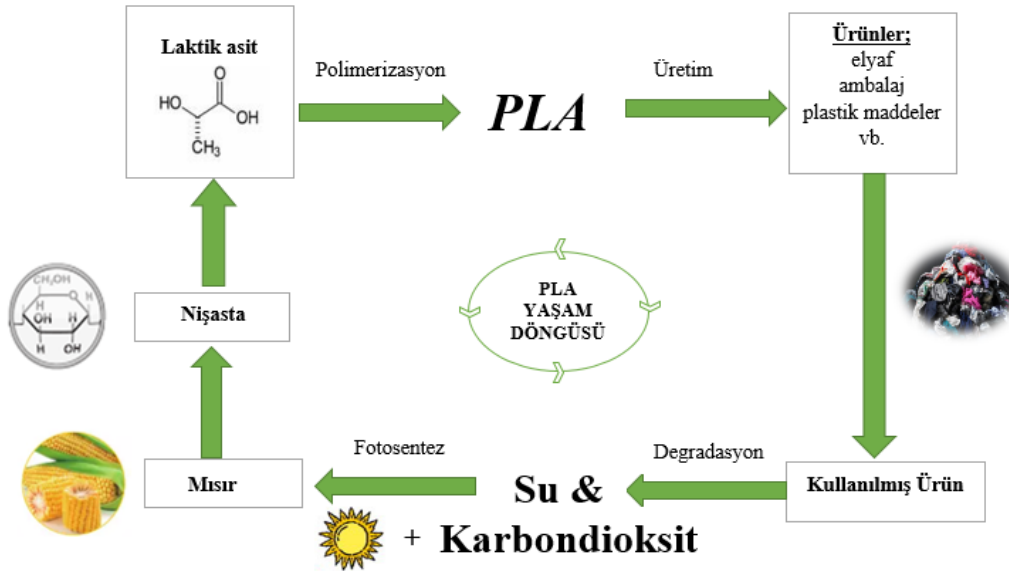 Laktik asit
O
HO
OH
CH3
Polimerizasyon
PLA
Üretim
Ürünler;
elyaf
ambalaj
plastik maddeler
vb.
CH2OH
O
H
H
H
OH
H
H
OH
Nişasta
PLA
YAŞAM
DÖNGÜSÜ
Mısır
Fotosentez
Su &
+ Karbondioksit
Degradasyon
Kullanılmış Ürün